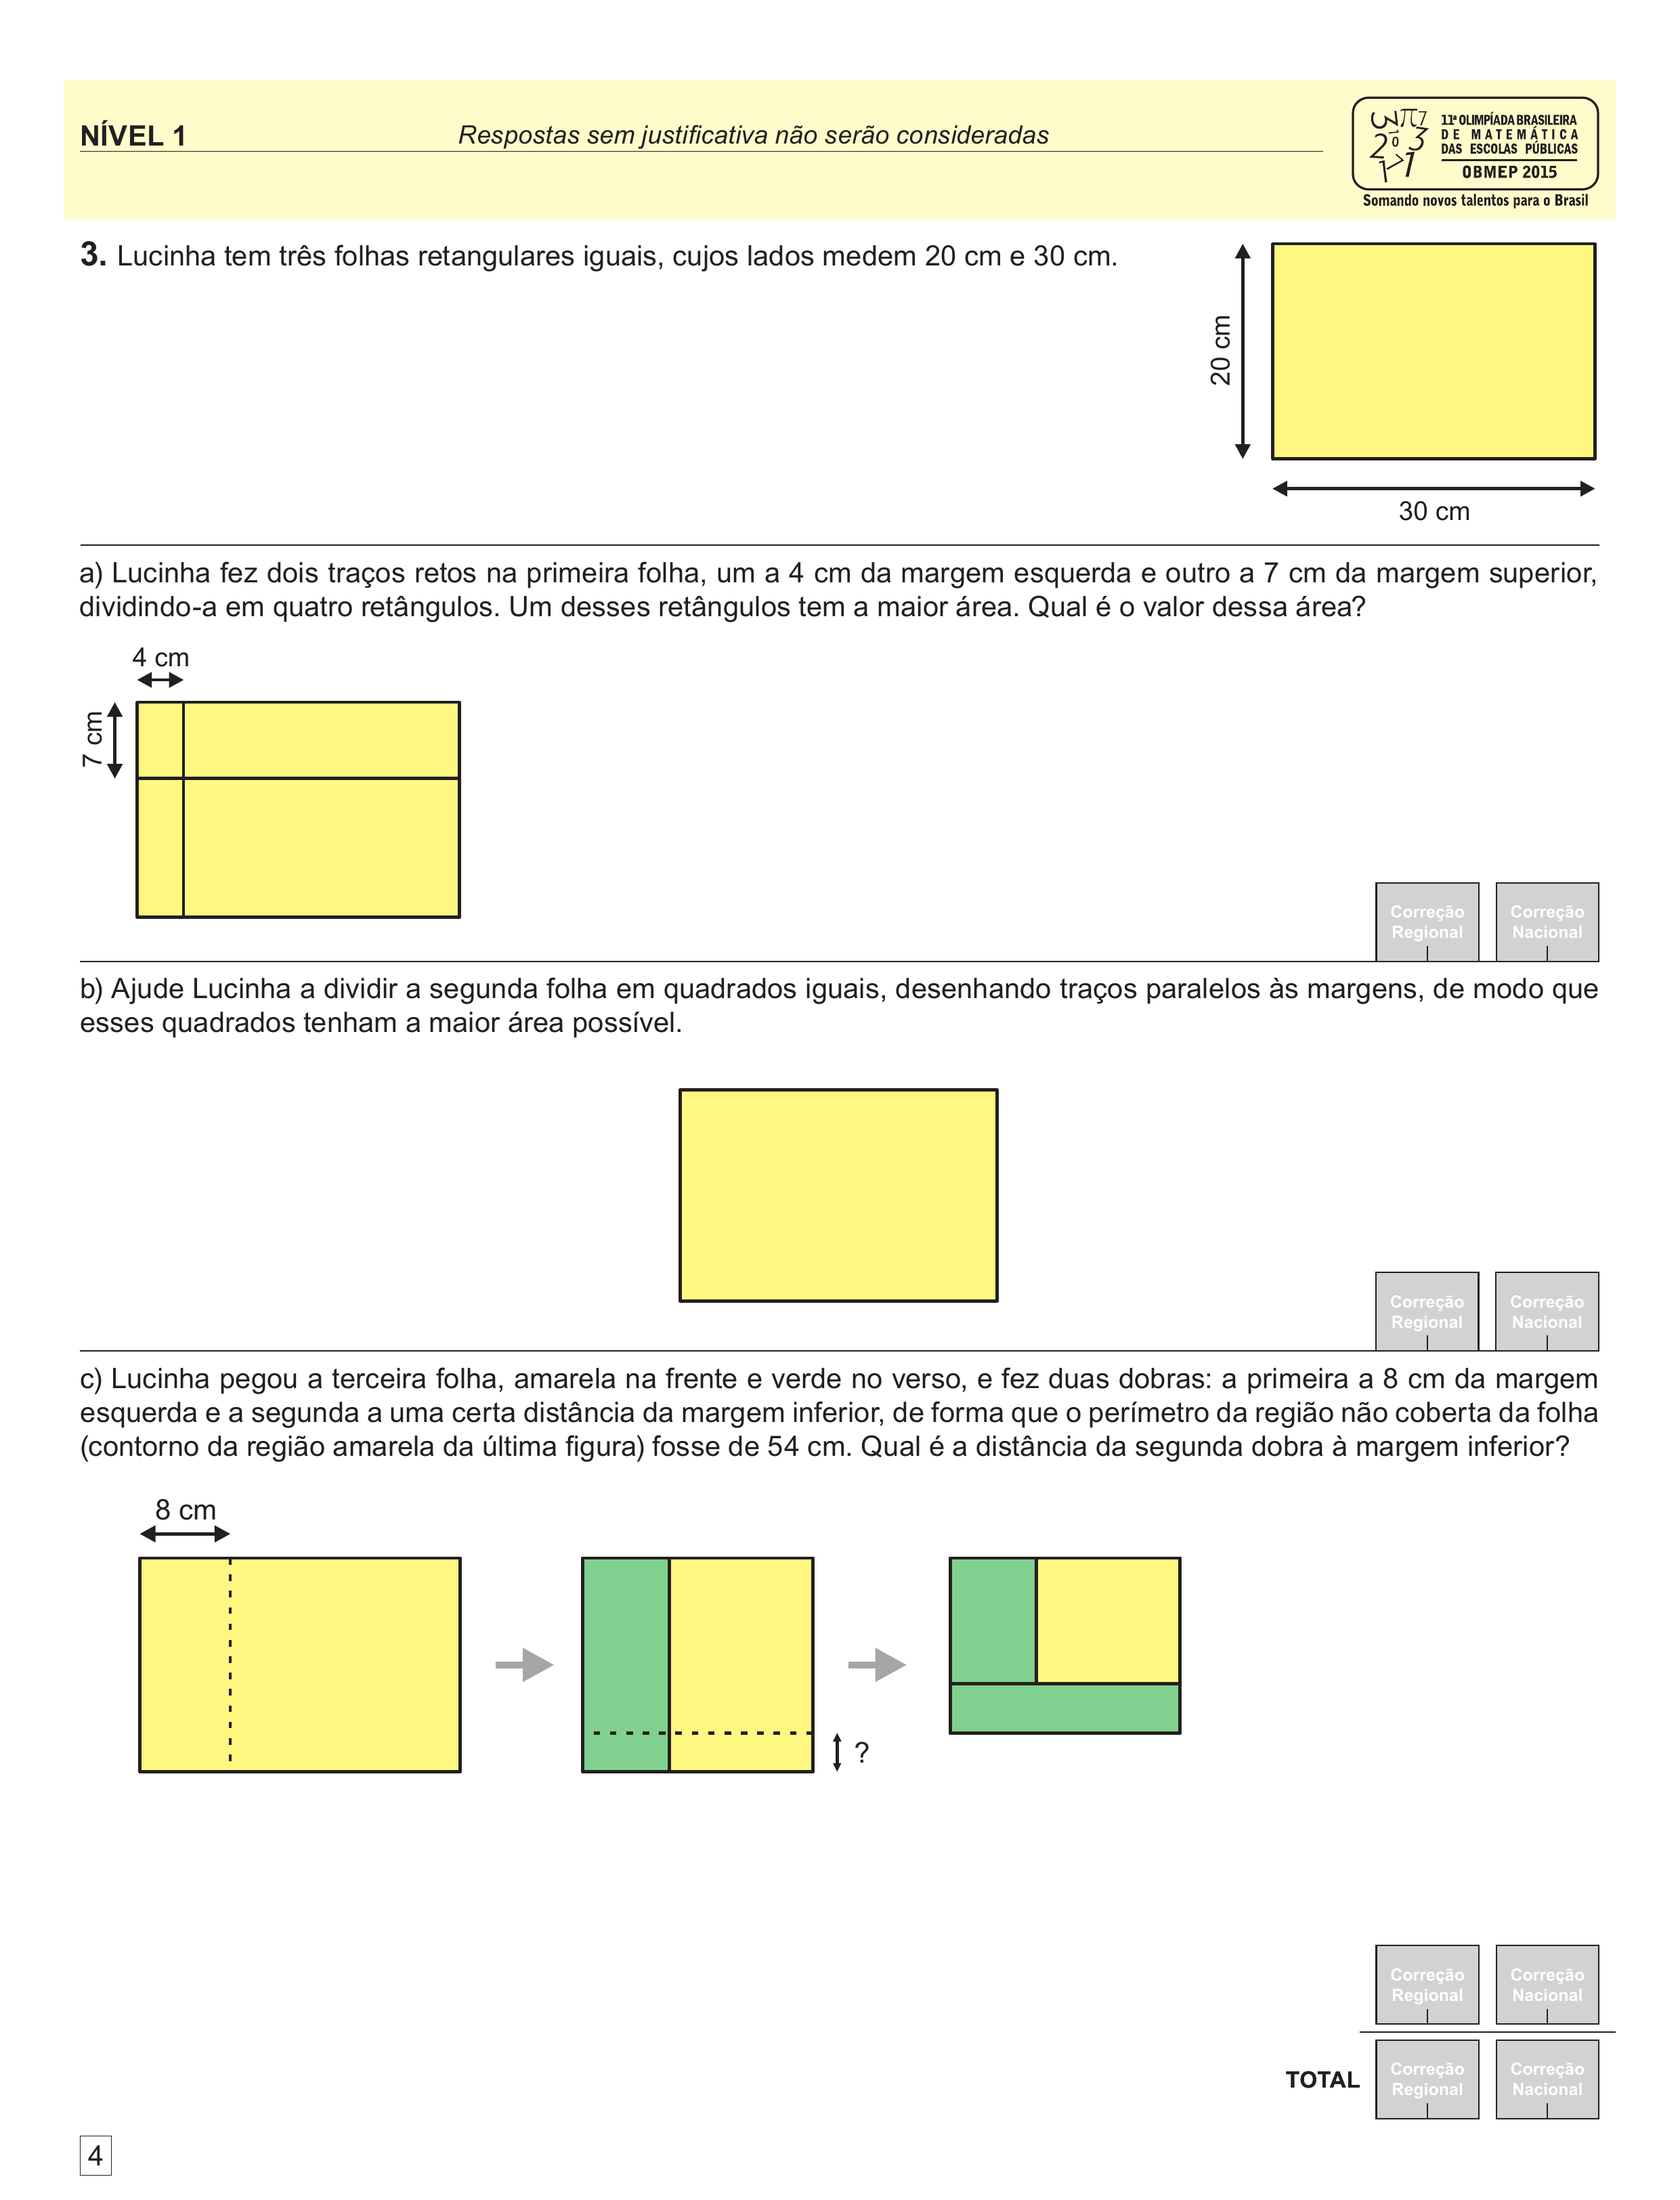 NÍVEL 1
Respostas sem justificativa não serão consideradas
11ª OLIMPÍADA BRASILEIRA
DE MATEMÁTICA
DAS ESCOLAS PÚBLICAS
OBMEP 2015
Somando novos talentos para o Brasil
3. Lucinha tem três folhas retangulares iguais, cujos lados medem 20 cm e 30 cm.
20 cm
30 cm
a) Lucinha fez dois traços retos na primeira folha, um a 4 cm da margem esquerda e outro a 7 cm da margem superior,
dividindo-a em quatro retângulos. Um desses retângulos tem a maior área. Qual é o valor dessa área?
4 cm
7 cm
Correção Regional
Correção Nacional
b) Ajude Lucinha a dividir a segunda folha em quadrados iguais, desenhando traços paralelos às margens, de modo que
esses quadrados tenham a maior área possível.
Correção Regional
Correção Nacional
c) Lucinha pegou a terceira folha, amarela na frente e verde no verso, e fez duas dobras: a primeira a 8 cm da margem
esquerda e a segunda a uma certa distância da margem inferior, de forma que o perímetro da região não coberta da folha
(contorno da região amarela da última figura) fosse de 54 cm. Qual é a distância da segunda dobra à margem inferior?
8 cm
?
Correção Regional
Correção Nacional
TOTAL
Correção Regional
Correção Nacional
4